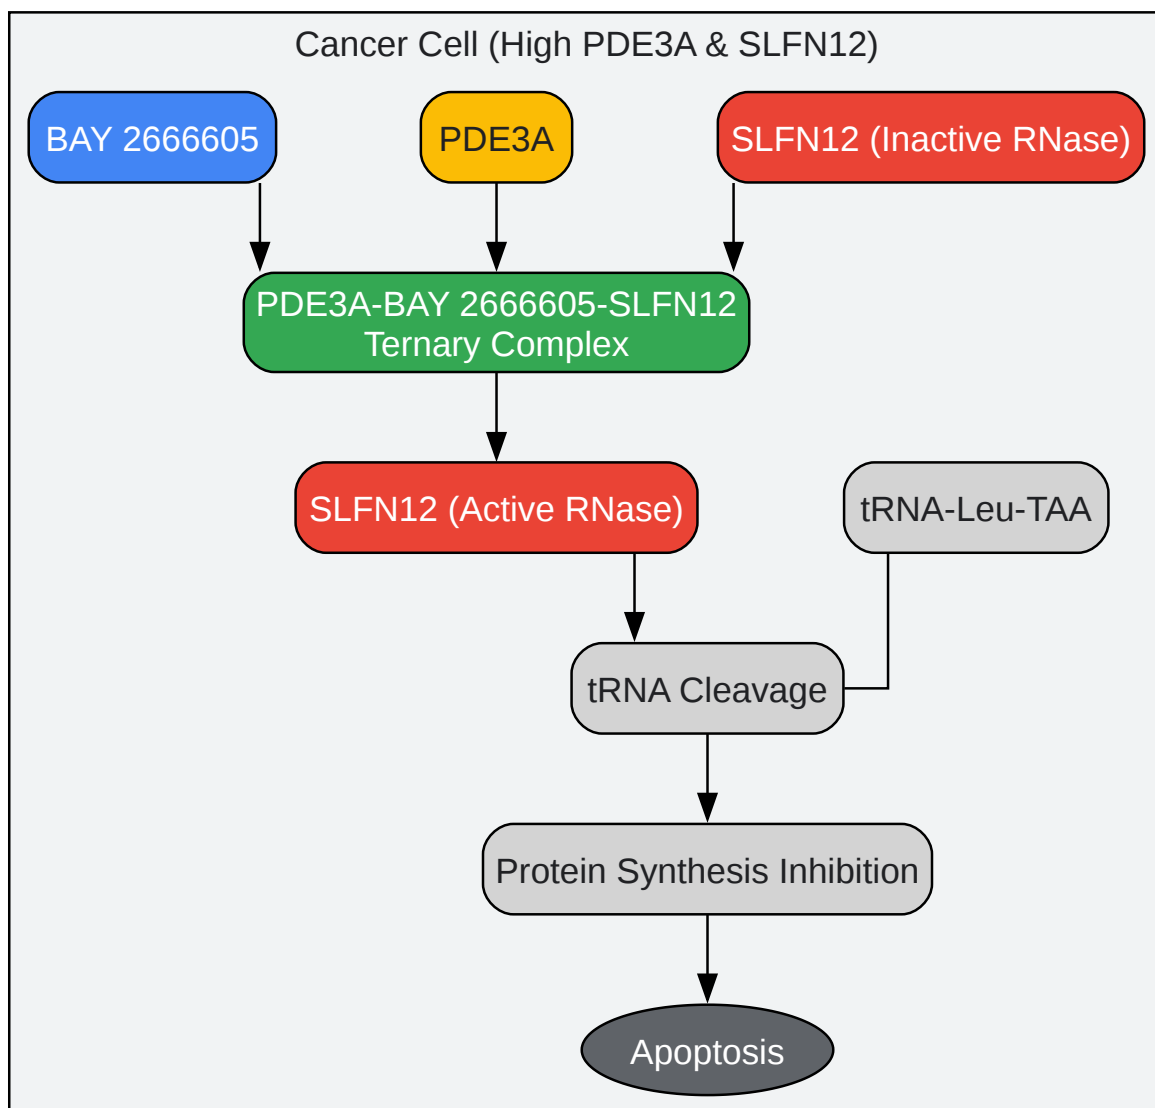 Cancer Cell (High PDE3A & SLFN12)
BAY 2666605
PDE3A
SLFN12 (Inactive RNase)
PDE3A-BAY 2666605-SLFN12
Ternary Complex
SLFN12 (Active RNase)
tRNA-Leu-TAA
tRNA Cleavage
Protein Synthesis Inhibition
Apoptosis